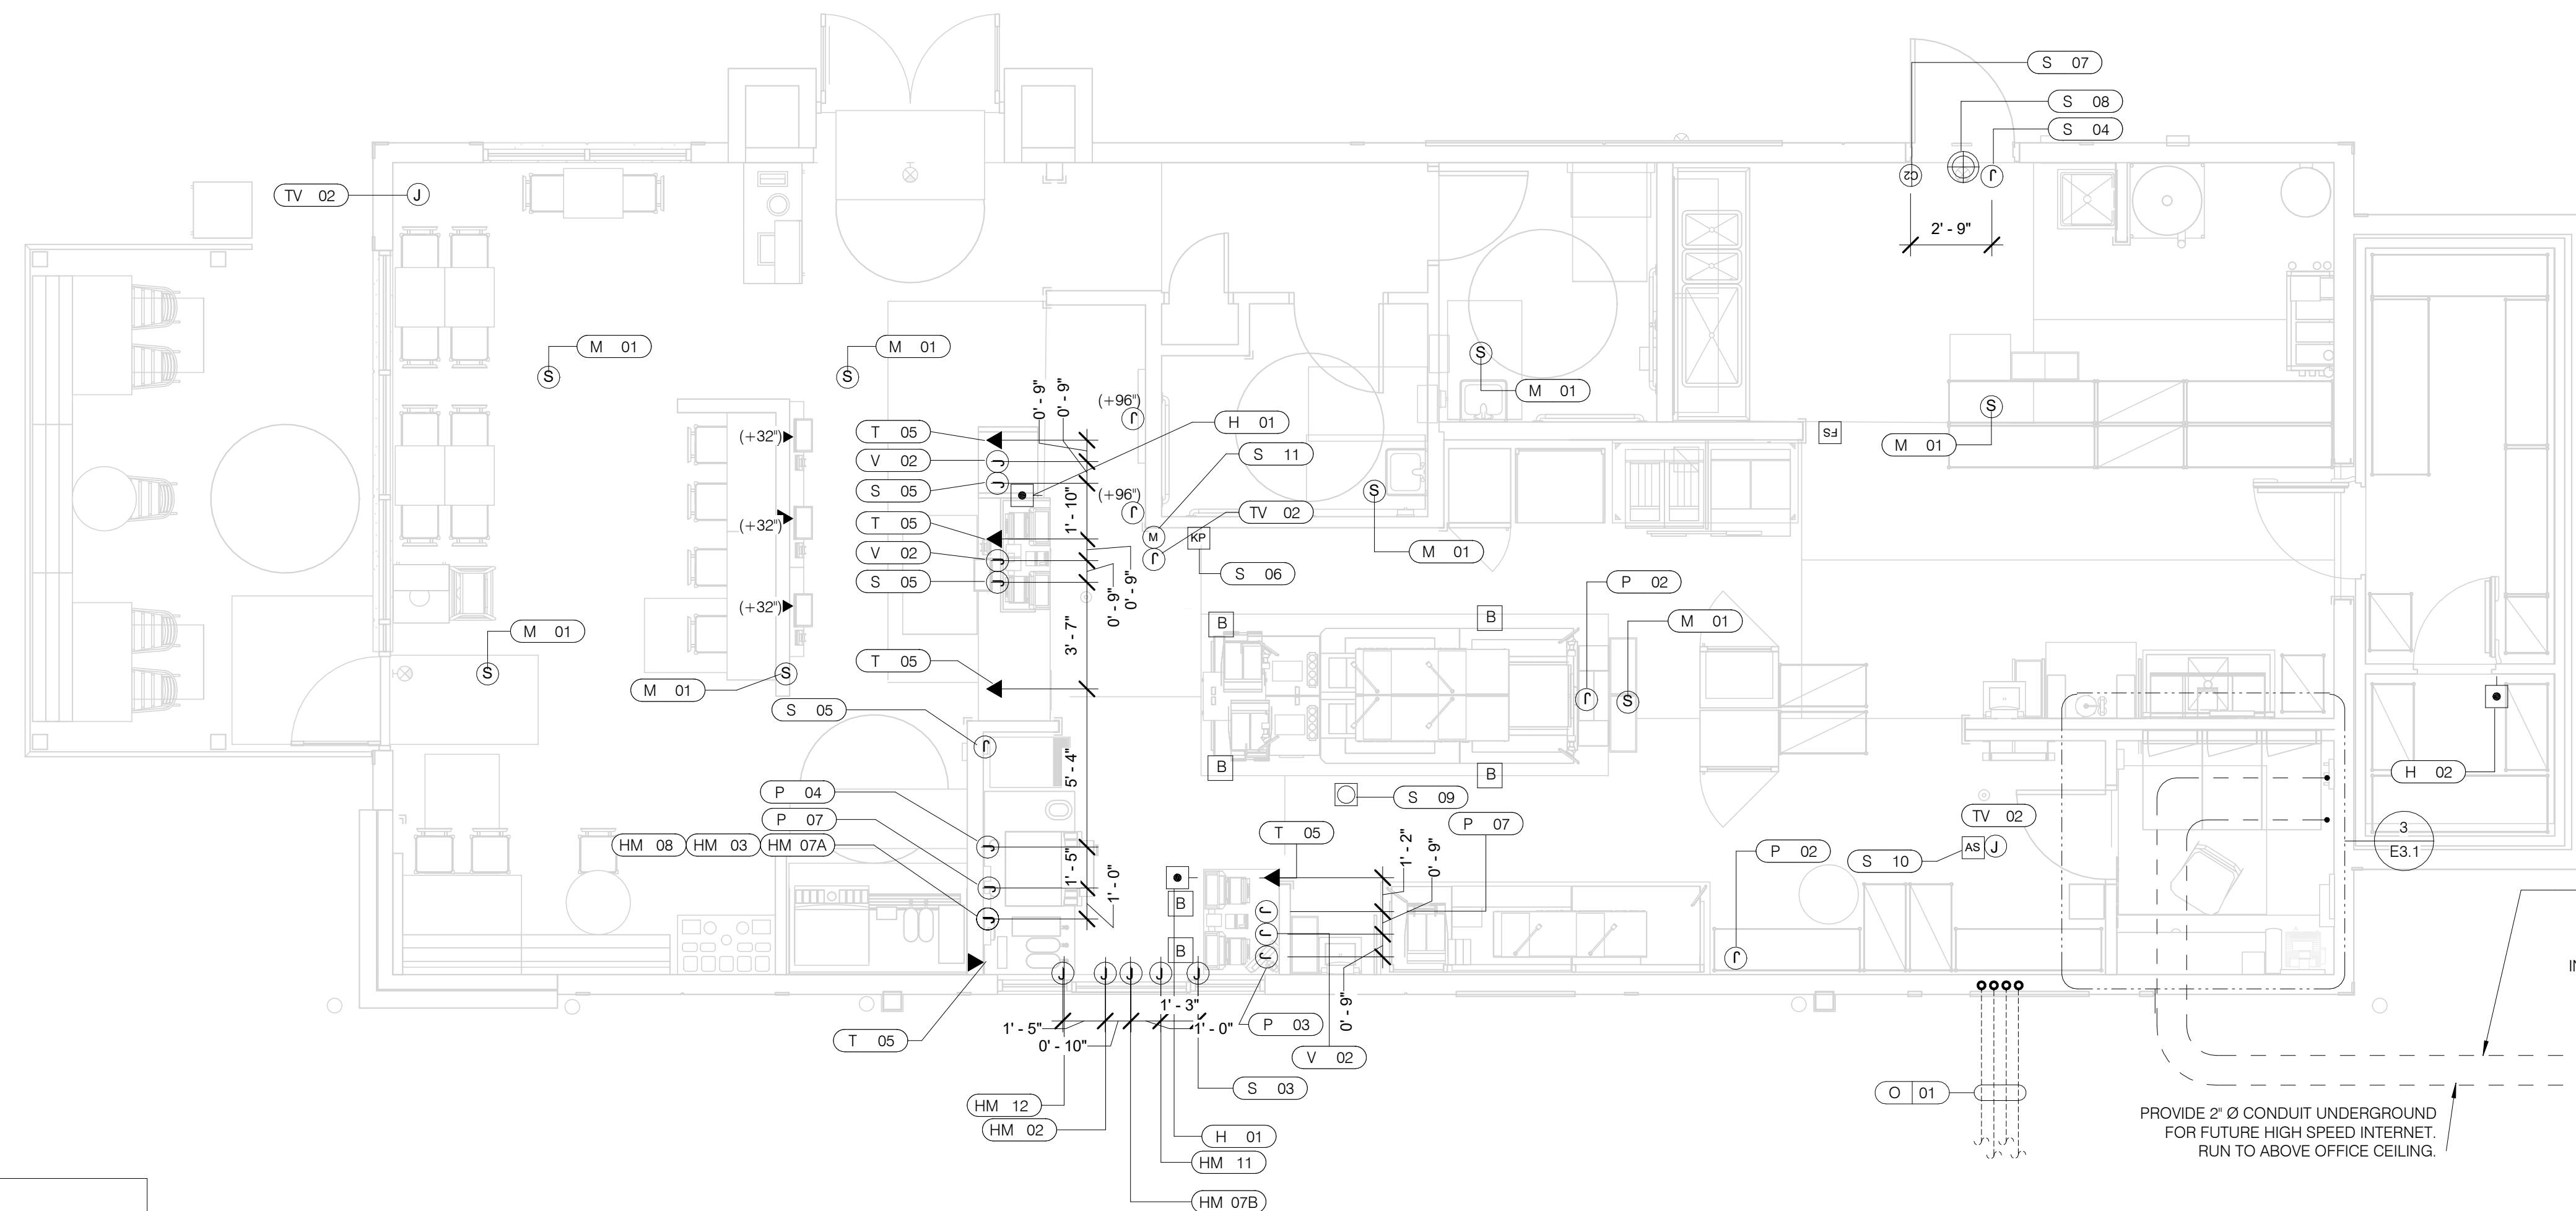 S 07
S 08
S 04
TV 02
J
C2
J
2' - 9"
M 01
S
M 01
S
S
M 01
S
M 01
0' - 9"
0' - 9"
(+96")
J
H 01
T 05
(+32")
FS
V 02
J
S 11
S 05
J
1' - 10"
(+96")
J
S
M 01
T 05
TV 02
(+32")
M
KP
V 02
J
J
S 06
S 05
J
0' - 9"
0' - 9"
P 02
(+32")
M 01
B
B
M 01
S
3' - 7"
T 05
M 01
S
J
S
S 05
J
B
B
H 02
5' - 4"
P 04
S 09
P 07
T 05
P 07
TV 02
HM 08
HM 03
HM 07A
J
1' - 5"
1' - 2"
0' - 9"
P 02
S 10
AS
J
3
E3.1
J
1' - 0"
B
J
J
J
B
J
J
J
J
J
J
J
1' - 3"
1' - 5"
1' - 0"
0' - 10"
P 03
0' - 9"
T 05
V 02
S 03
HM 12
HM 02
H 01
HM 11
HM 07B
O 01
IN
PROVIDE 2" Ø CONDUIT UNDERGROUND
FOR FUTURE HIGH SPEED INTERNET.
RUN TO ABOVE OFFICE CEILING.